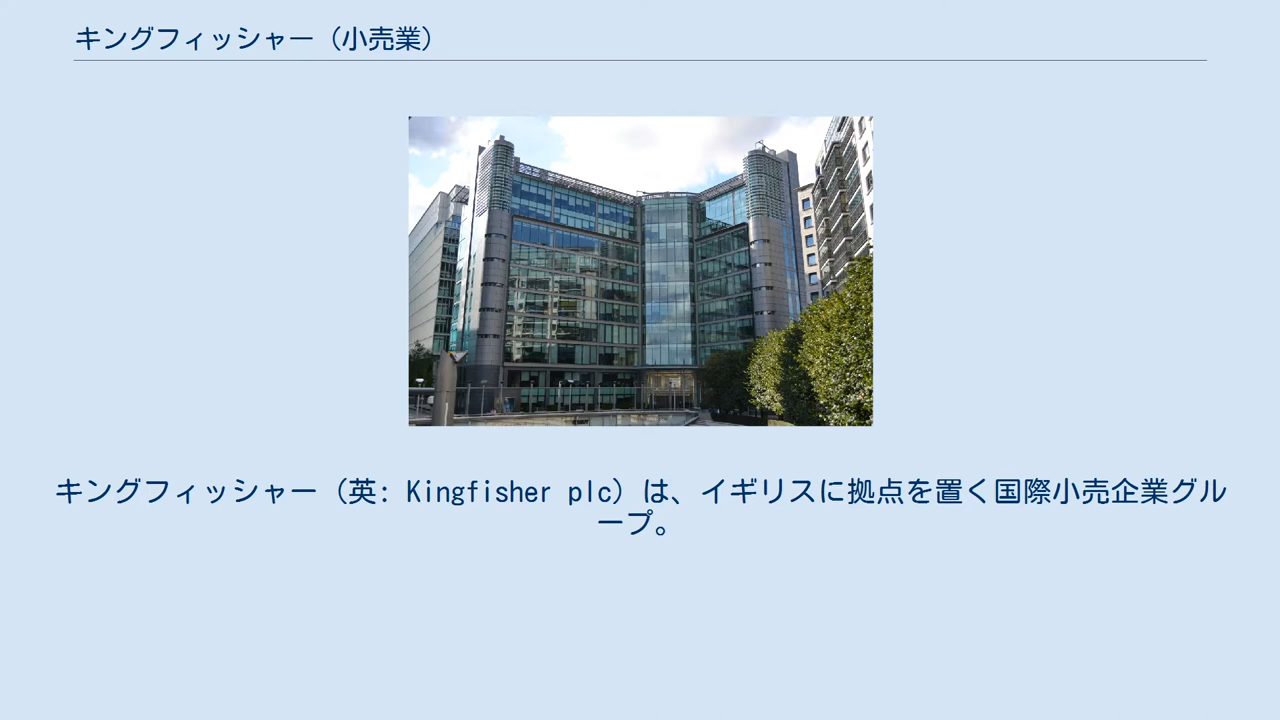 キングフィッシャー（小売業）
キングフィッシャー（英: Kingfisher plc）は、イギリスに拠点を置く国際小売企業グル
ープ。